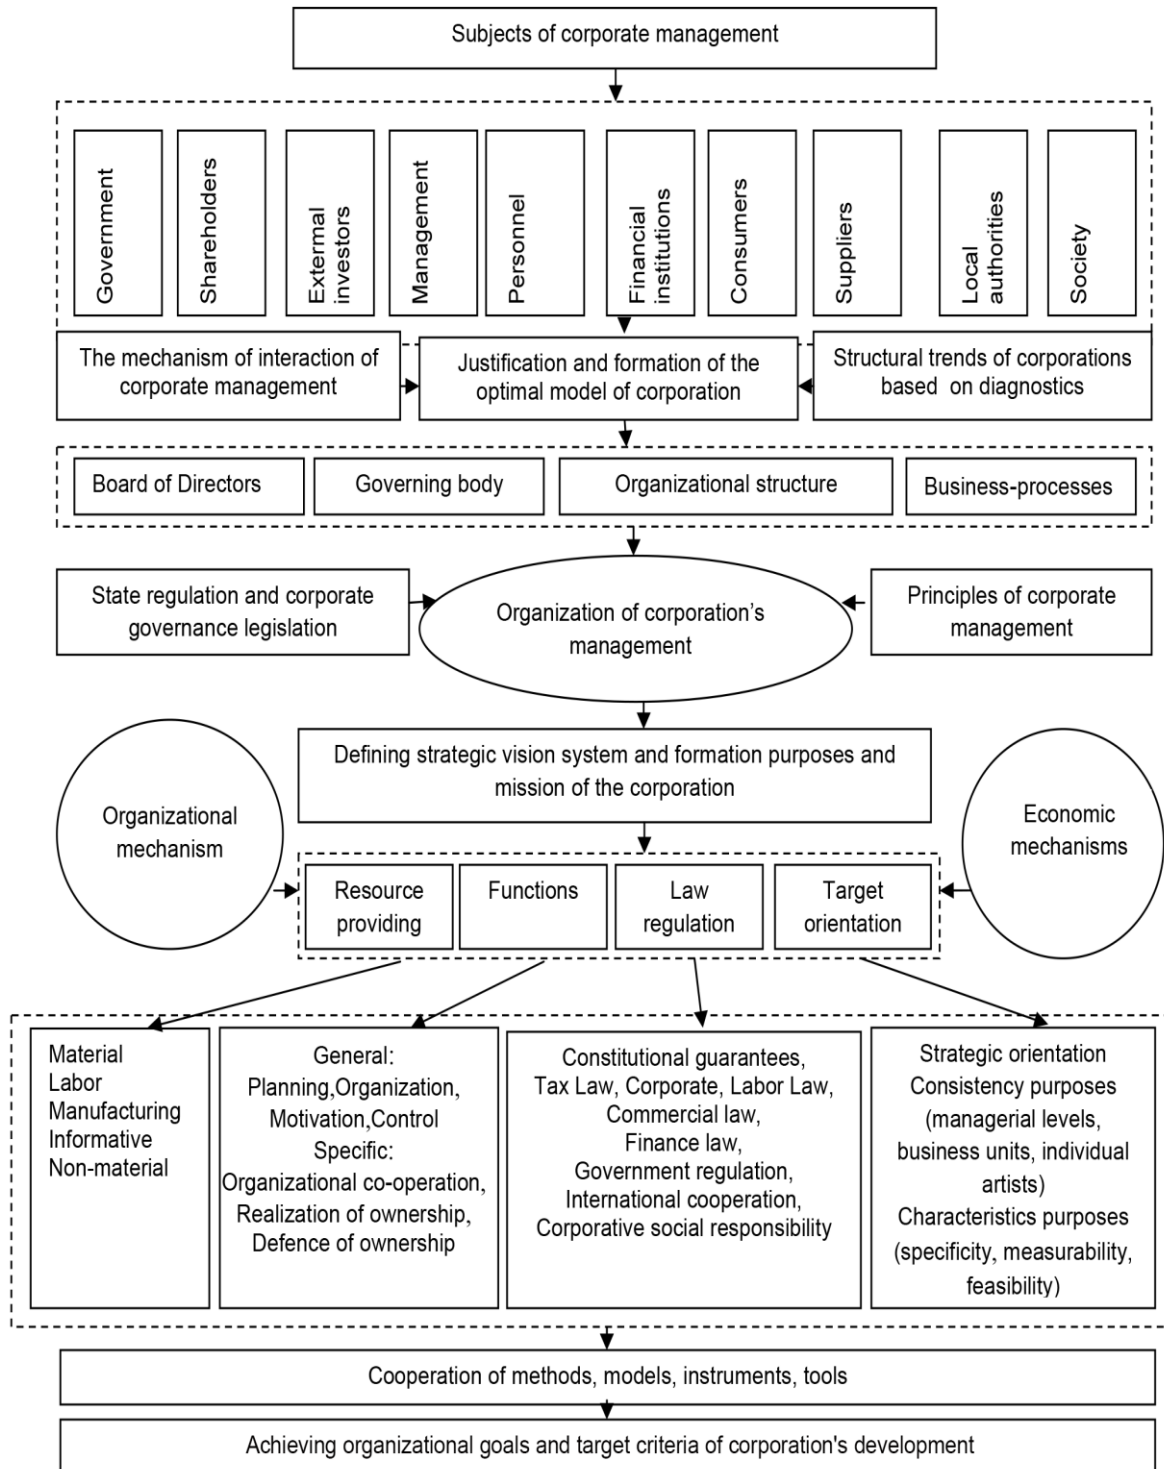 Subjects of corporate management
Government
Shareholders
Extermal
investors
Management
Personnel
Financial
institutions
Consumers
Suppliers
Local
authorities
Society
The mechanism of interaction of
corporate management
Justification and formation of the
optimal model of corporation
Structural trends of corporations
based on diagnostics
Board of Directors
Governing body
Organizational structure
Business-processes
State regulation and corporate
governance legislation
Organization of corporation's
management
Principles of corporate
management
Defining strategic vision system and formation purposes and
mission of the corporation
Organizational
mechanism
Economic
mechanisms
Resource
providing
Functions
Law
regulation
Target
orientation
Material
Labor
Manufacturing
Informative
Non-material
General:
Planning,Organization,
Motivation,Control
Specific:
Organizational co-operation,
Realization of ownership,
Defence of ownership
Constitutional guarantees,
Tax Law, Corporate, Labor Law,
Commercial law,
Finance law,
Government regulation,
International cooperation,
Corporative social responsibility
Strategic orientation
Consistency purposes
(managerial levels,
business units, individual
artists)
Characteristics purposes
(specificity, measurability,
feasibility)
Cooperation of methods, models, instruments, tools
Achieving organizational goals and target criteria of corporation's development